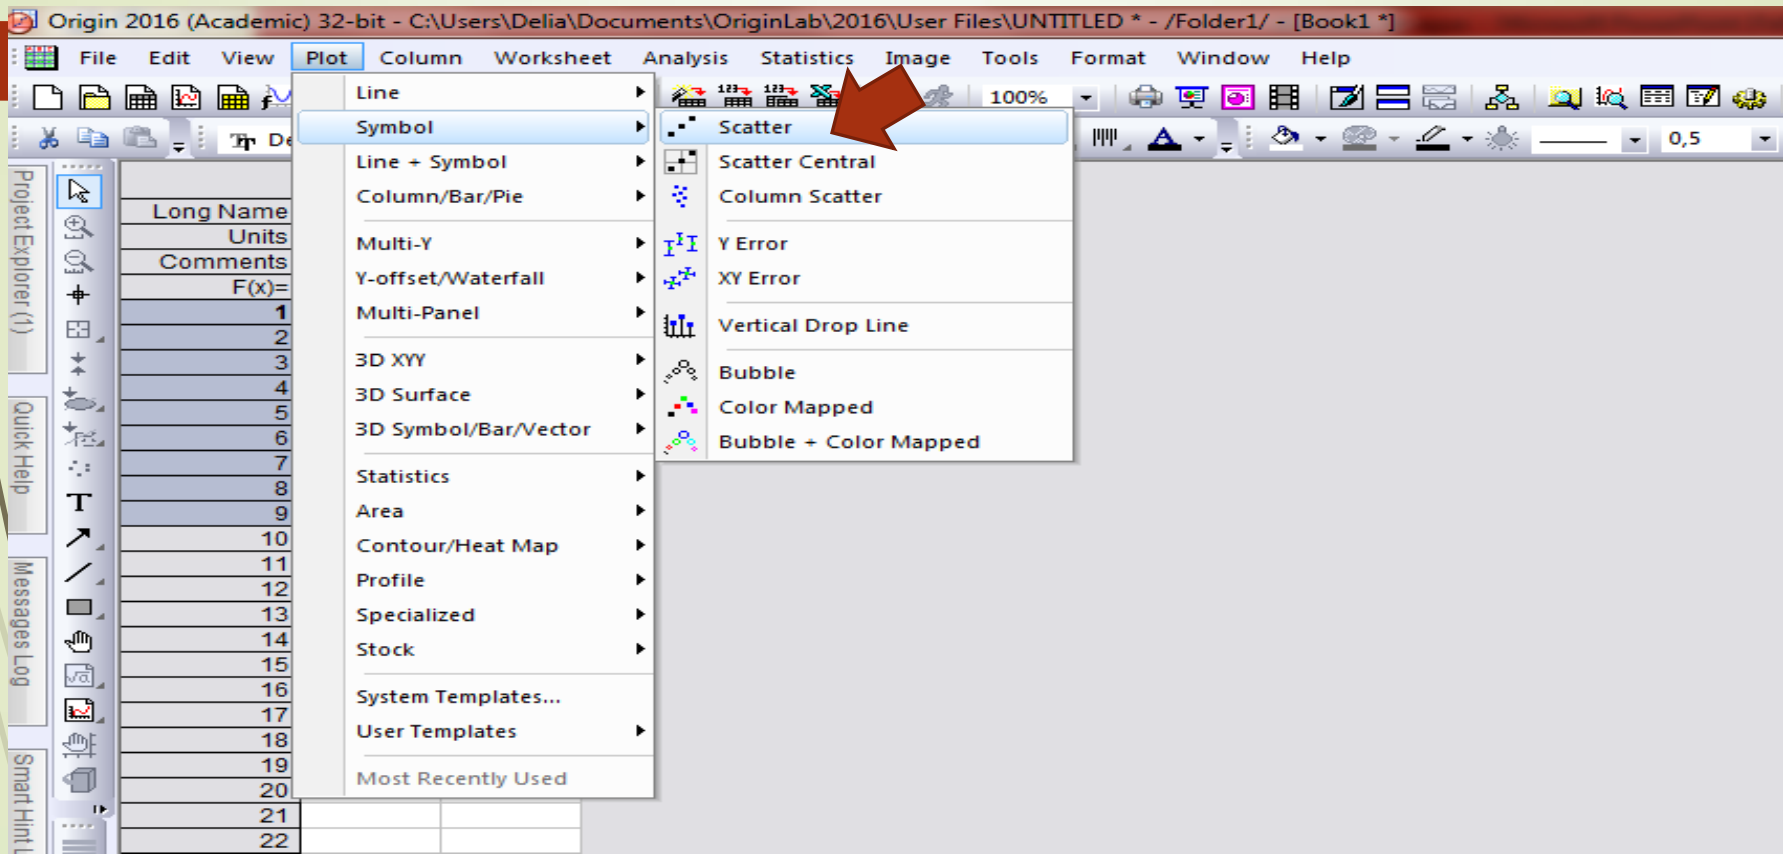 Origin 2016 (Academic) 32-bit - C:\Users\Delia\Documents\OriginLab\2016\User Files\UNTITLED * - /Folder1/ - [Book1 *]
File Edit View Plot Column Worksheet Analysis Statistics Image Tools Format Window Help
100%
De
0,5
Line
Symbol
Line + Symbol
Column/Bar/Pie
Multi-Y
Y-offset/Waterfall
Multi-Panel
3D XYY
3D Surface
3D Symbol/Bar/Vector
Statistics
Area
Contour/Heat Map
Profile
Specialized
Stock
System Templates...
User Templates
Most Recently Used
Scatter
Scatter Central
Column Scatter
Y Error
XY Error
Vertical Drop Line
Bubble
Color Mapped
Bubble + Color Mapped
Project Explorer (1)
Quick Help
Messages Log
Smart Hint L
Long Name
Units
Comments
F(x)=
1
2
3
4
5
6
7
8
9
10
11
12
13
14
15
16
17
18
19
20
21
22